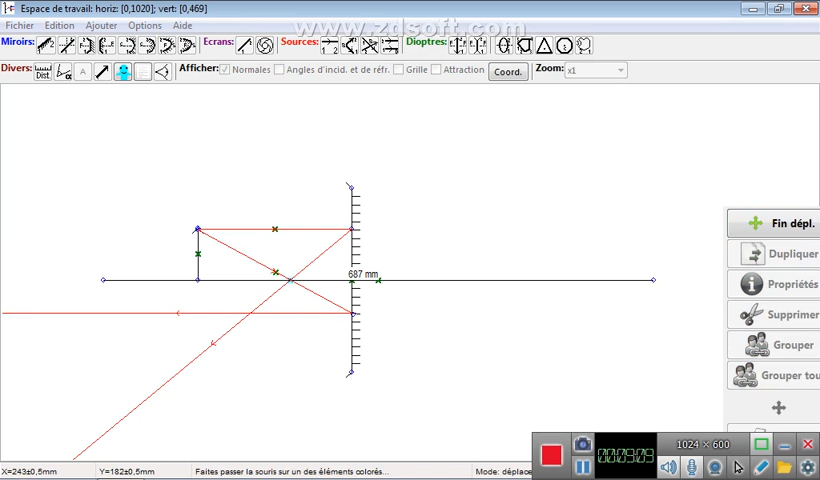 Espace de travail: horiz: [0,1020]; vert: [0,469]
www.zdsoft.com
Fichier Edition Ajouter Options Aide
Miroirs: Ecrans: Sources: Dioptres:
Divers: Dist. A Afficher: Normales Angles d'incid. et de réfr. Grille Attraction Coord. Zoom: x1
Fin dépl.
Dupliquer
687 mm
Propriétés
Supprimer
Grouper
Grouper tou
1024 × 600
00:03:09
X=243±0,5mm Y=182±0,5mm Faites passer la souris sur un des éléments colorés... Mode: déplace